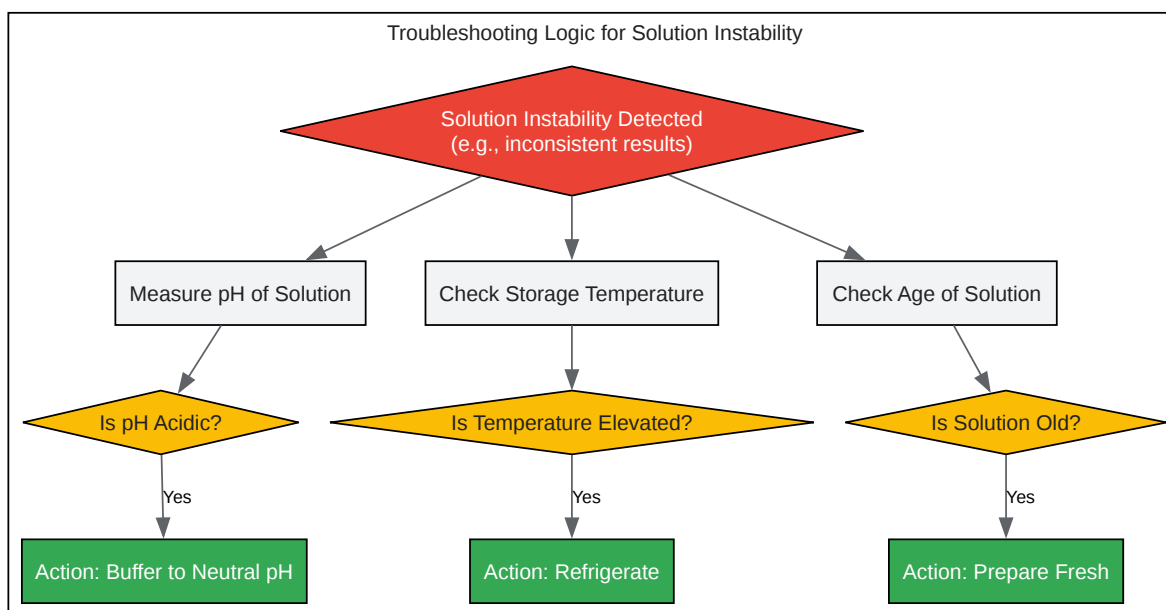 Troubleshooting Logic for Solution Instability
Solution Instability Detected
(e.g., inconsistent results)
Measure pH of Solution
Check Storage Temperature
Check Age of Solution
Is pH Acidic?
Is Temperature Elevated?
Is Solution Old?
Yes
Yes
Yes
Action: Buffer to Neutral pH
Action: Refrigerate
Action: Prepare Fresh